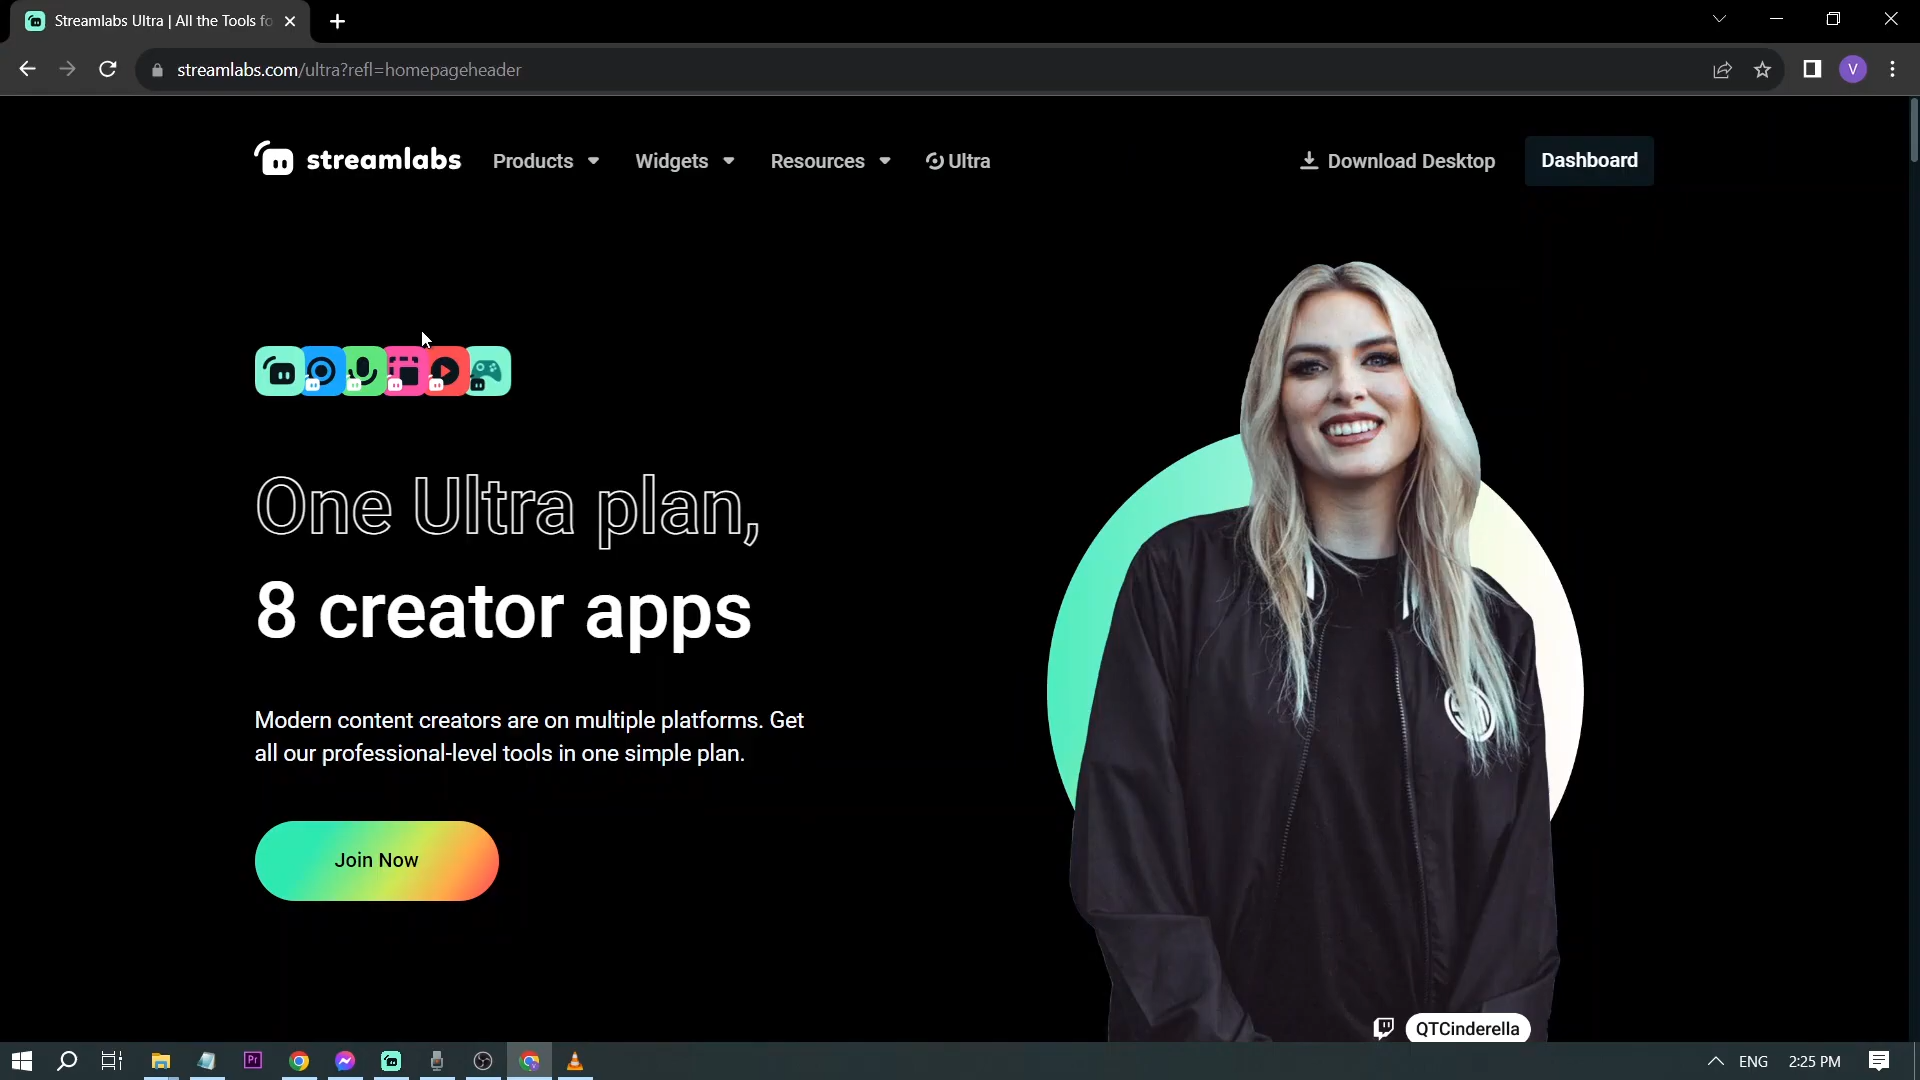 Streamlabs Ultra | All the Tools fo
streamlabs.com/ultra?refl=homepageheader
V
streamlabs
Products
Widgets
Resources
Ultra
Download Desktop
Dashboard
One Ultra plan,
8 creator apps
Modern content creators are on multiple platforms. Get
all our professional-level tools in one simple plan.
Join Now
QTCinderella
Pr
ENG
2:25 PM